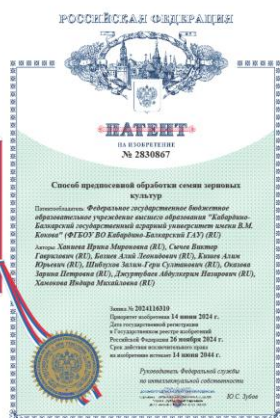 РОССИЙСКАЯ ФЕДЕРАЦИЯ
ПАТЕНТ
НА ИЗОБРЕТЕНИЕ
№ 2830867
Способ предпосевной обработки семян зерновых
культур
Патентообладатель: Федеральное государственное бюджетное
образовательное учреждение высшего образования "Кабардино-
Балкарский государственный аграрный университет имени В.М.
Кокова" (ФГБОУ ВО Кабардино-Балкарский ГАУ) (RU)
Авторы: Ханиева Ирина Мироновна (RU), Сычев Виктор
Гаврилович (RU), Бозиев Алий Леонидович (RU), Кишев Алим
Юрьевич (RU), Шибзухов Залим-Гери Султанович (RU),
Зарина Петровна (RU), Джуртубаев Абдулкерим Назирович (RU),
Хамокова Индира Михайловна (RU)
Заявка № 2024116310
Приоритет изобретения 14 июня 2024 г.
Дата государственной регистрации
в Государственном реестре изобретений
Российской Федерации 26 ноября 2024 г.
Срок действия исключительного права
на изобретение истекает 14 июня 2044 г.
Руководитель Федеральной службы
по интеллектуальной собственности
Ю.С. Зубов